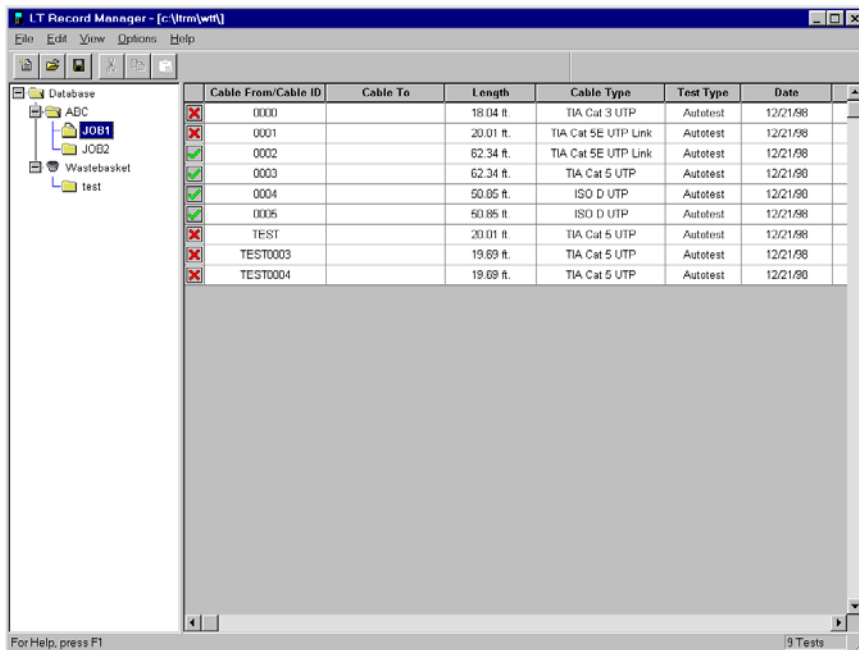 LT Record Manager - [c:\ltrm\wtt\]
File Edit View Options Help
Database
ABC
JOB1
JOB2
Wastebasket
test
Cable From/Cable ID Cable To Length Cable Type Test Type Date
0000 18.04 ft. TIA Cat 3 UTP Autotest 12/21/98
0001 20.01 ft. TIA Cat 5E UTP Link Autotest 12/21/98
0002 62.34 ft. TIA Cat 5E UTP Link Autotest 12/21/98
0003 62.34 ft. TIA Cat 5 UTP Autotest 12/21/98
0004 50.85 ft. ISO D UTP Autotest 12/21/98
0005 50.85 ft. ISO D UTP Autotest 12/21/98
TEST 20.01 ft. TIA Cat 5 UTP Autotest 12/21/98
TEST0003 19.69 ft. TIA Cat 5 UTP Autotest 12/21/98
TEST0004 19.69 ft. TIA Cat 5 UTP Autotest 12/21/98
For Help, press F1 9 Tests